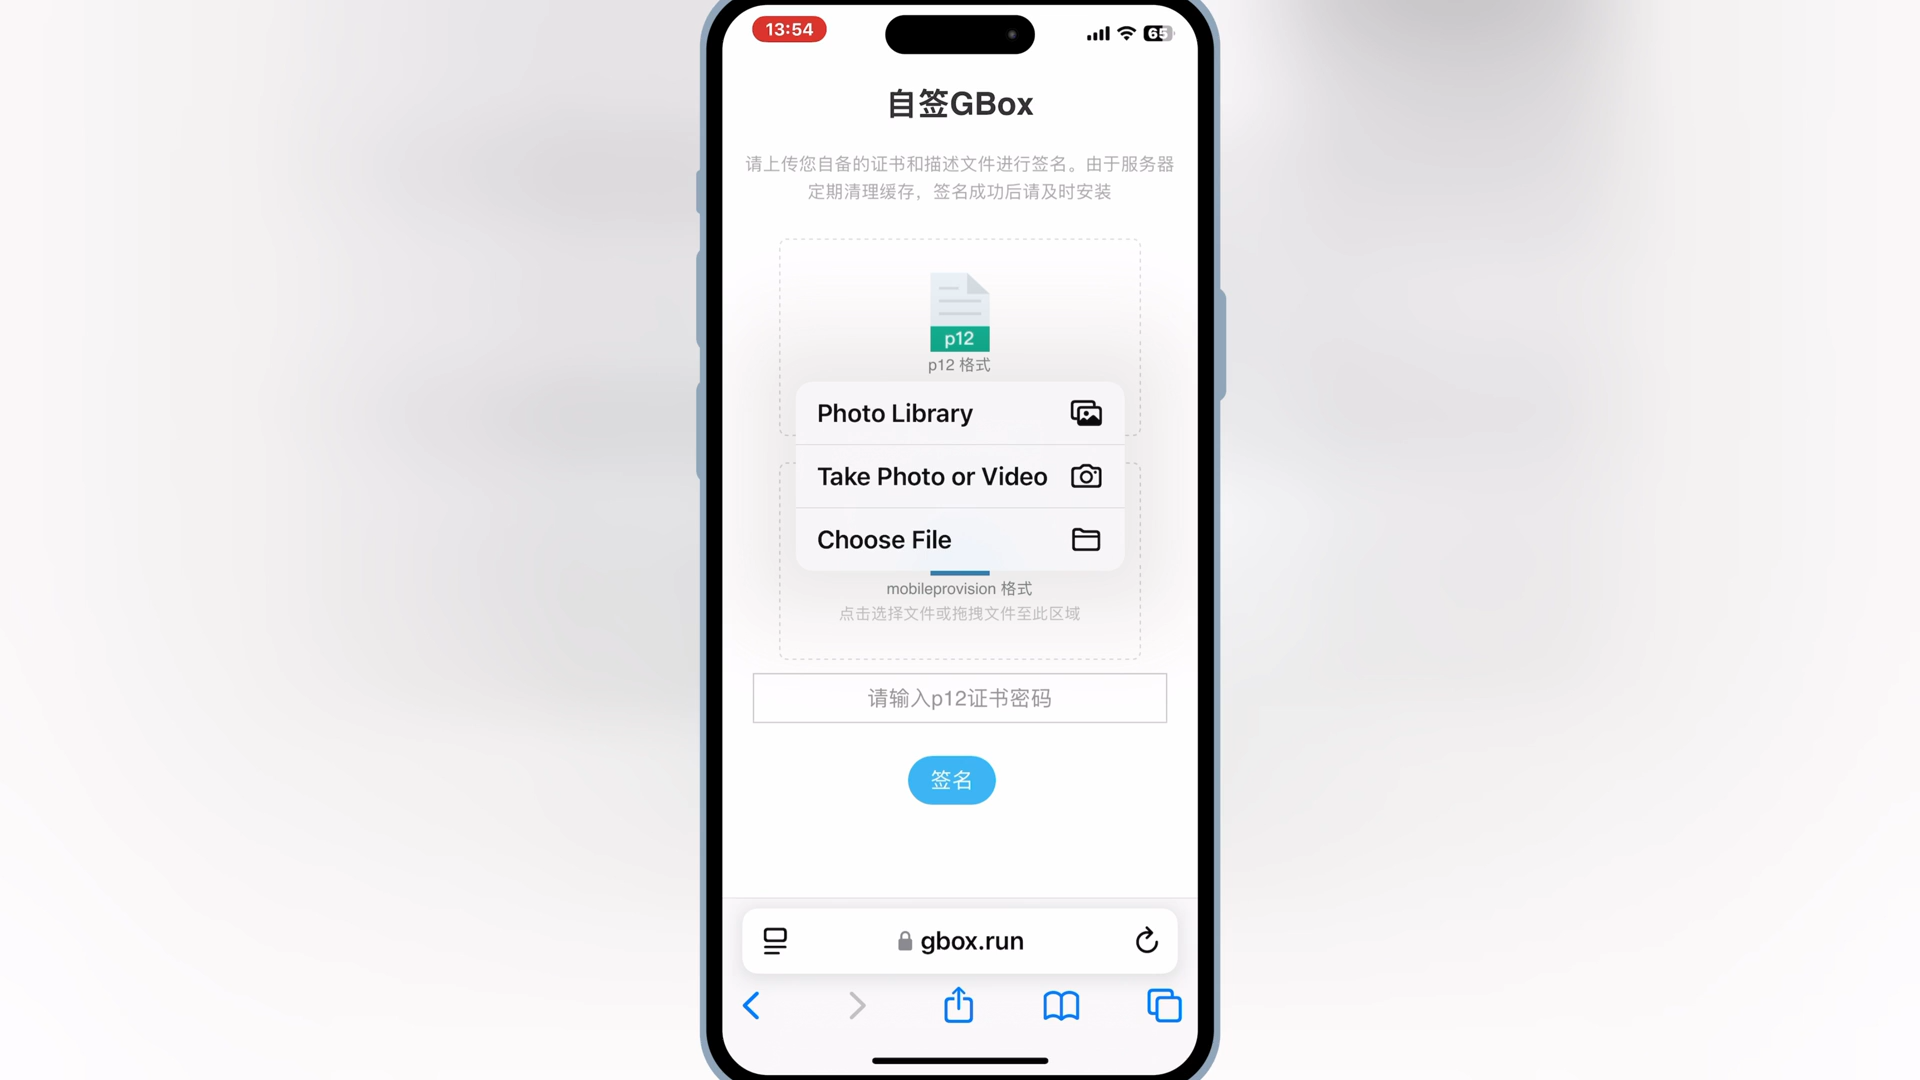 13:54
65
自签GBox
请上传您自备的证书和描述文件进行签名。由于服务器
定期清理缓存，签名成功后请及时安装
p12
p12 格式
Photo Library
Take Photo or Video
Choose File
mobileprovision 格式
点击选择文件或拖拽文件至此区域
请输入p12证书密码
签名
gbox.run